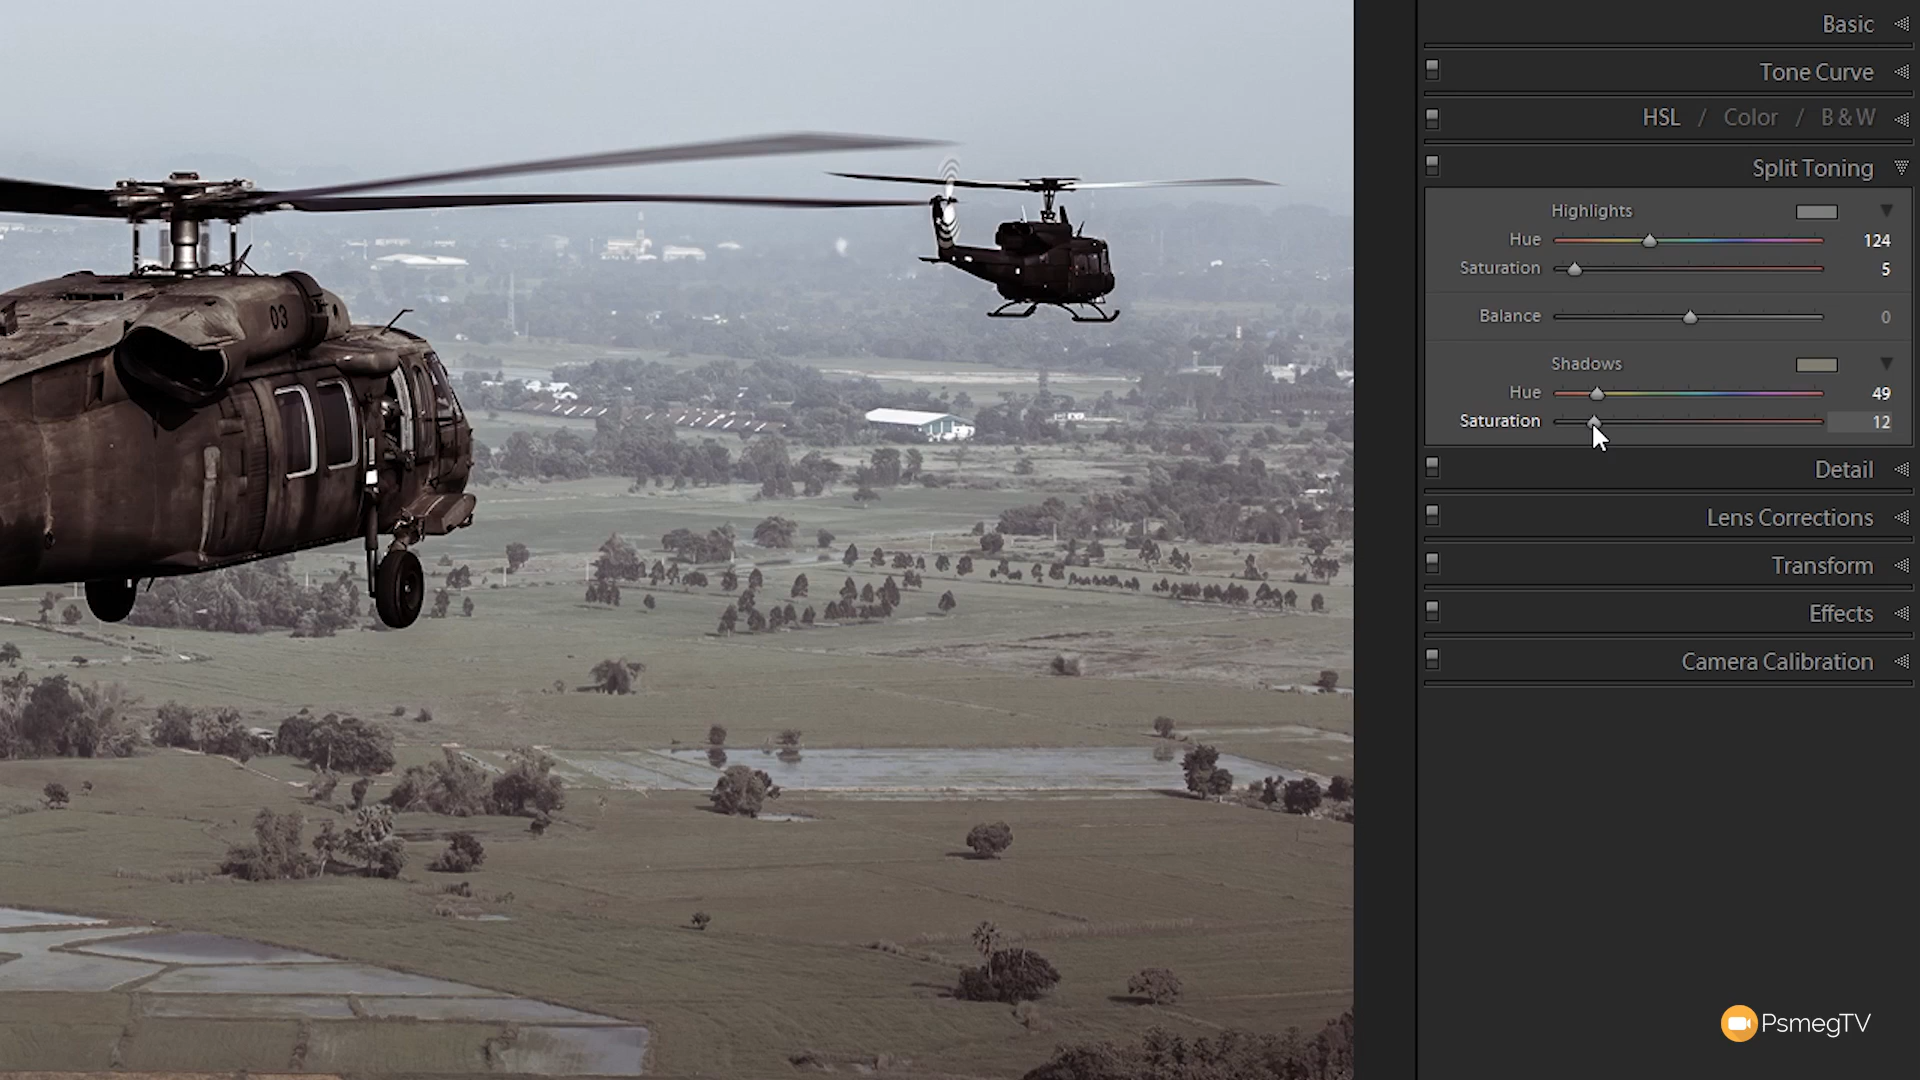 Basic
Tone Curve
HSL / Color / B & W
Split Toning
Highlights
Hue 124
Saturation 5
Balance 0
Shadows
Hue 49
Saturation 12
Detail
Lens Corrections
Transform
Effects
Camera Calibration
03
PsmegTV